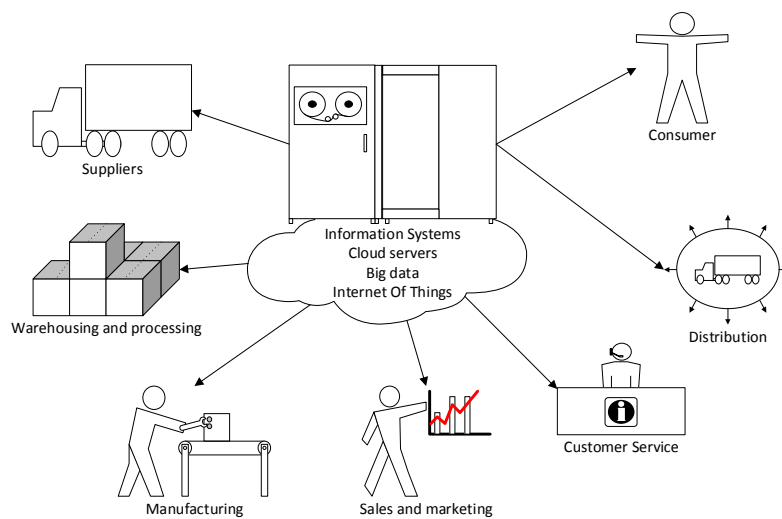 Consumer
Suppliers
Information Systems
Cloud servers
Big data
Internet Of Things
Warehousing and processing
Distribution
Customer Service
Manufacturing
Sales and marketing